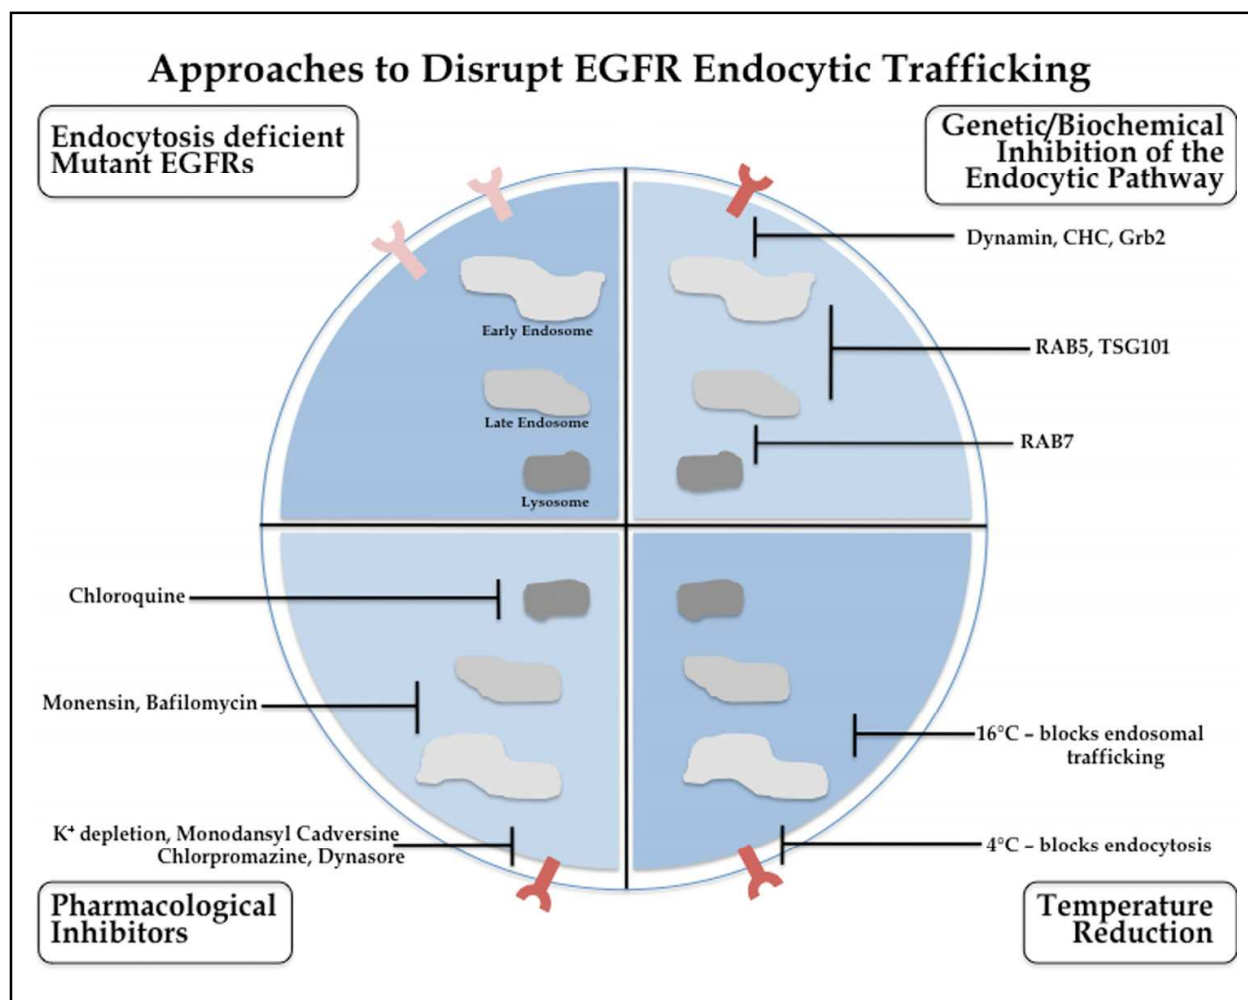 Approaches to Disrupt EGFR Endocytic Trafficking
Endocytosis deficient
Mutant EGFRs
Genetic/Biochemical
Inhibition of the
Endocytic Pathway
Dynamin, CHC, Grb2
Early Endosome
RAB5, TSG101
Late Endosome
RAB7
Lysosome
Chloroquine
Monensin, Bafilomycin
16°C – blocks endosomal
trafficking
K⁺ depletion, Monodansyl Cadversine
Chlorpromazine, Dynasore
4°C – blocks endocytosis
Pharmacological
Inhibitors
Temperature
Reduction